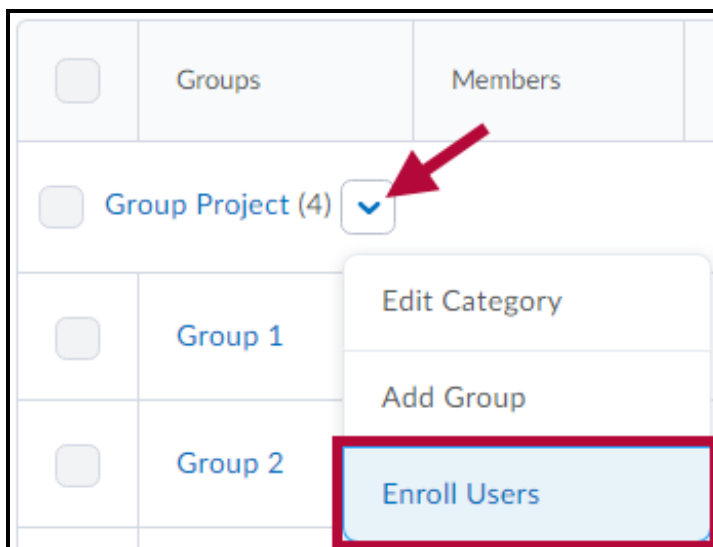 Groups Members
Group Project (4)
Edit Category
Group 1
Add Group
Group 2
Enroll Users